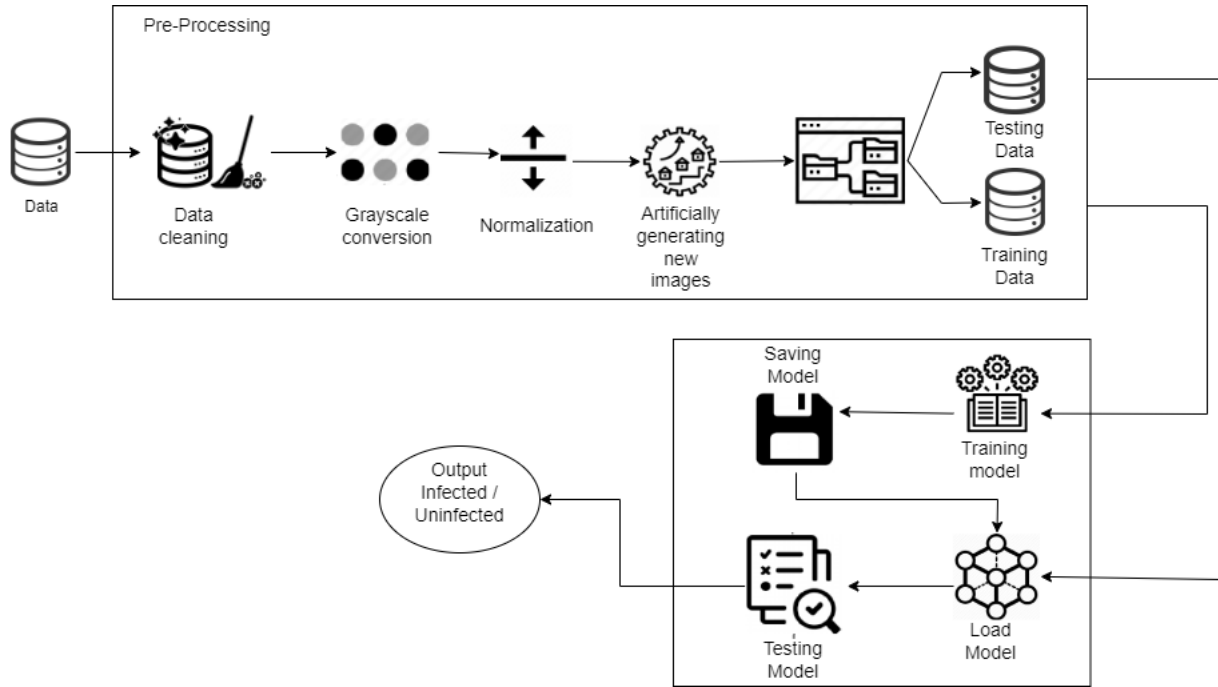 Pre-Processing
Data
Data
cleaning
Grayscale
conversion
Normalization
Artificially
generating
new
images
Testing
Data
Training
Data
Saving
Model
Training
model
Output
Infected /
Uninfected
Testing
Model
Load
Model